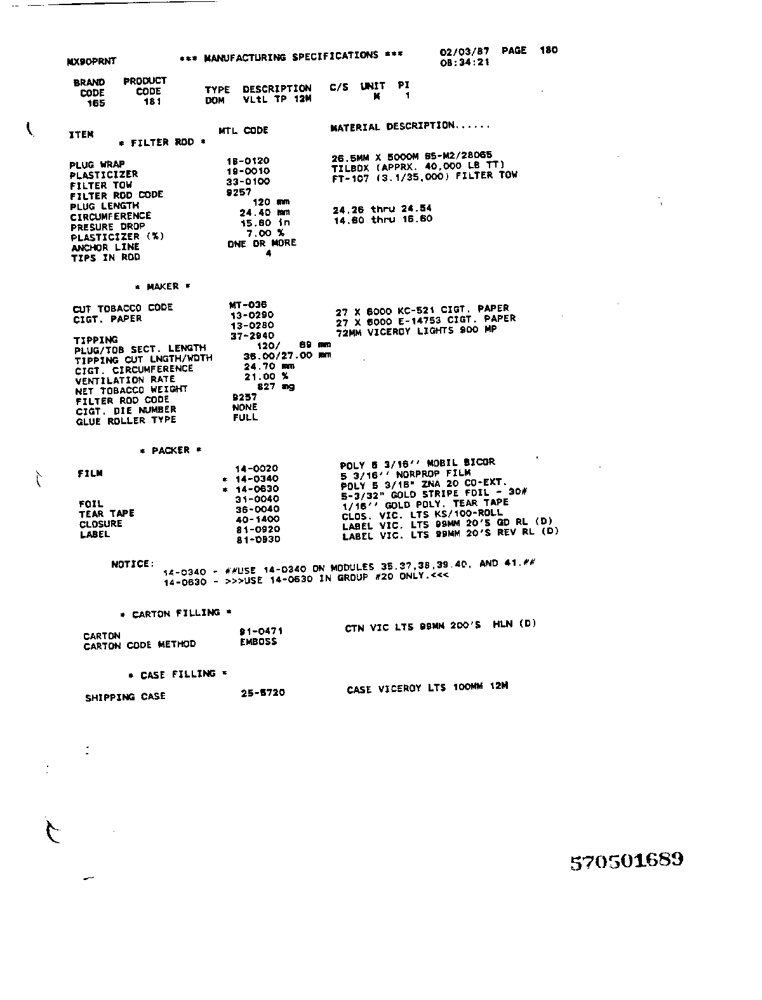 MX90PRNT *** MANUFACTURING SPECIFICATIONS *** 02/03/87 PAGE 180
08:34:21
BRAND PRODUCT
CODE CODE TYPE DESCRIPTION C/S UNIT PI
165 181 DOM VLtL TP 12M M 1
ITEM MTL CODE MATERIAL DESCRIPTION......
* FILTER ROD *
PLUG WRAP 18-0120 26.5MM X 5000M 85-M2/28065
PLASTICIZER 19-0010 TILBOX (APPRX. 40,000 LB TT)
FILTER TOW 33-0100 FT-107 (3.1/35,000) FILTER TOW
FILTER ROD CODE 9257
PLUG LENGTH 120 mm
CIRCUMFERENCE 24.40 mm 24.26 thru 24.54
PRESURE DROP 15.60 in 14.60 thru 16.60
PLASTICIZER (%) 7.00 %
ANCHOR LINE ONE OR MORE
TIPS IN ROD 4
* MAKER *
CUT TOBACCO CODE MT-036
CIGT. PAPER 13-0290 27 X 6000 KC-521 CIGT. PAPER
13-0280 27 X 6000 E-14753 CIGT. PAPER
TIPPING 37-2940 72MM VICEROY LIGHTS 900 MP
PLUG/TOB SECT. LENGTH 120/ 69 mm
TIPPING CUT LNGTH/WDTH 36.00/27.00 mm
CIGT. CIRCUMFERENCE 24.70 mm
VENTILATION RATE 21.00 %
NET TOBACCO WEIGHT 827 mg
FILTER ROD CODE 9257
CIGT. DIE NUMBER NONE
GLUE ROLLER TYPE FULL
* PACKER *
FILM 14-0020 POLY 5 3/16'' MOBIL BICOR
* 14-0340 5 3/16'' NORPROP FILM
* 14-0630 POLY 5 3/16" ZNA 20 CO-EXT.
FOIL 31-0040 5-3/32" GOLD STRIPE FOIL - 30#
TEAR TAPE 36-0040 1/16'' GOLD POLY. TEAR TAPE
CLOSURE 40-1400 CLOS. VIC. LTS KS/100-ROLL
LABEL 81-0920 LABEL VIC. LTS 99MM 20'S QD RL (D)
81-0930 LABEL VIC. LTS 99MM 20'S REV RL (D)
NOTICE:
14-0340 - ##USE 14-0340 ON MODULES 35,37,38,39,40, AND 41.##
14-0630 - >>>USE 14-0630 IN GROUP #20 ONLY.<<<
* CARTON FILLING *
CARTON 91-0471 CTN VIC LTS 99MM 200'S HLN (D)
CARTON CODE METHOD EMBOSS
* CASE FILLING *
SHIPPING CASE 25-5720 CASE VICEROY LTS 100MM 12M
570501689